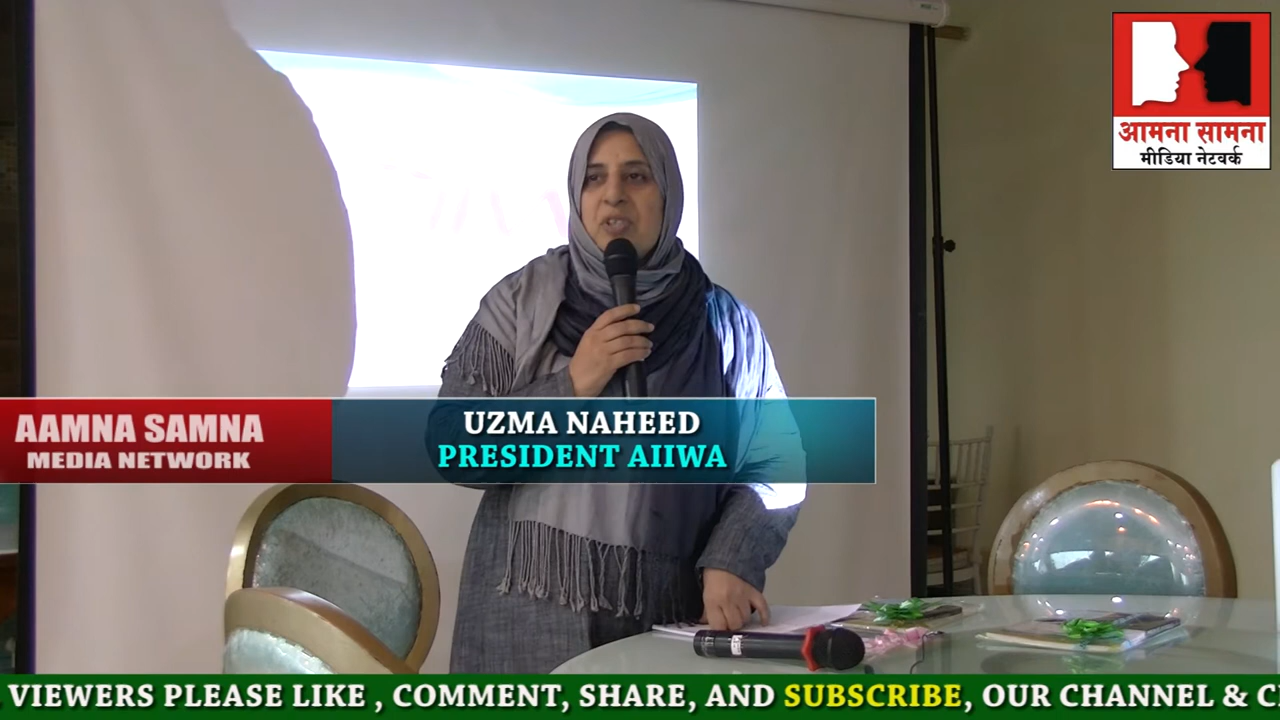 आमना सामना
मीडिया नेटवर्क
AAMNA SAMNA
MEDIA NETWORK
UZMA NAHEED
PRESIDENT AIIWA
VIEWERS PLEASE LIKE , COMMENT, SHARE, AND SUBSCRIBE, OUR CHANNEL &